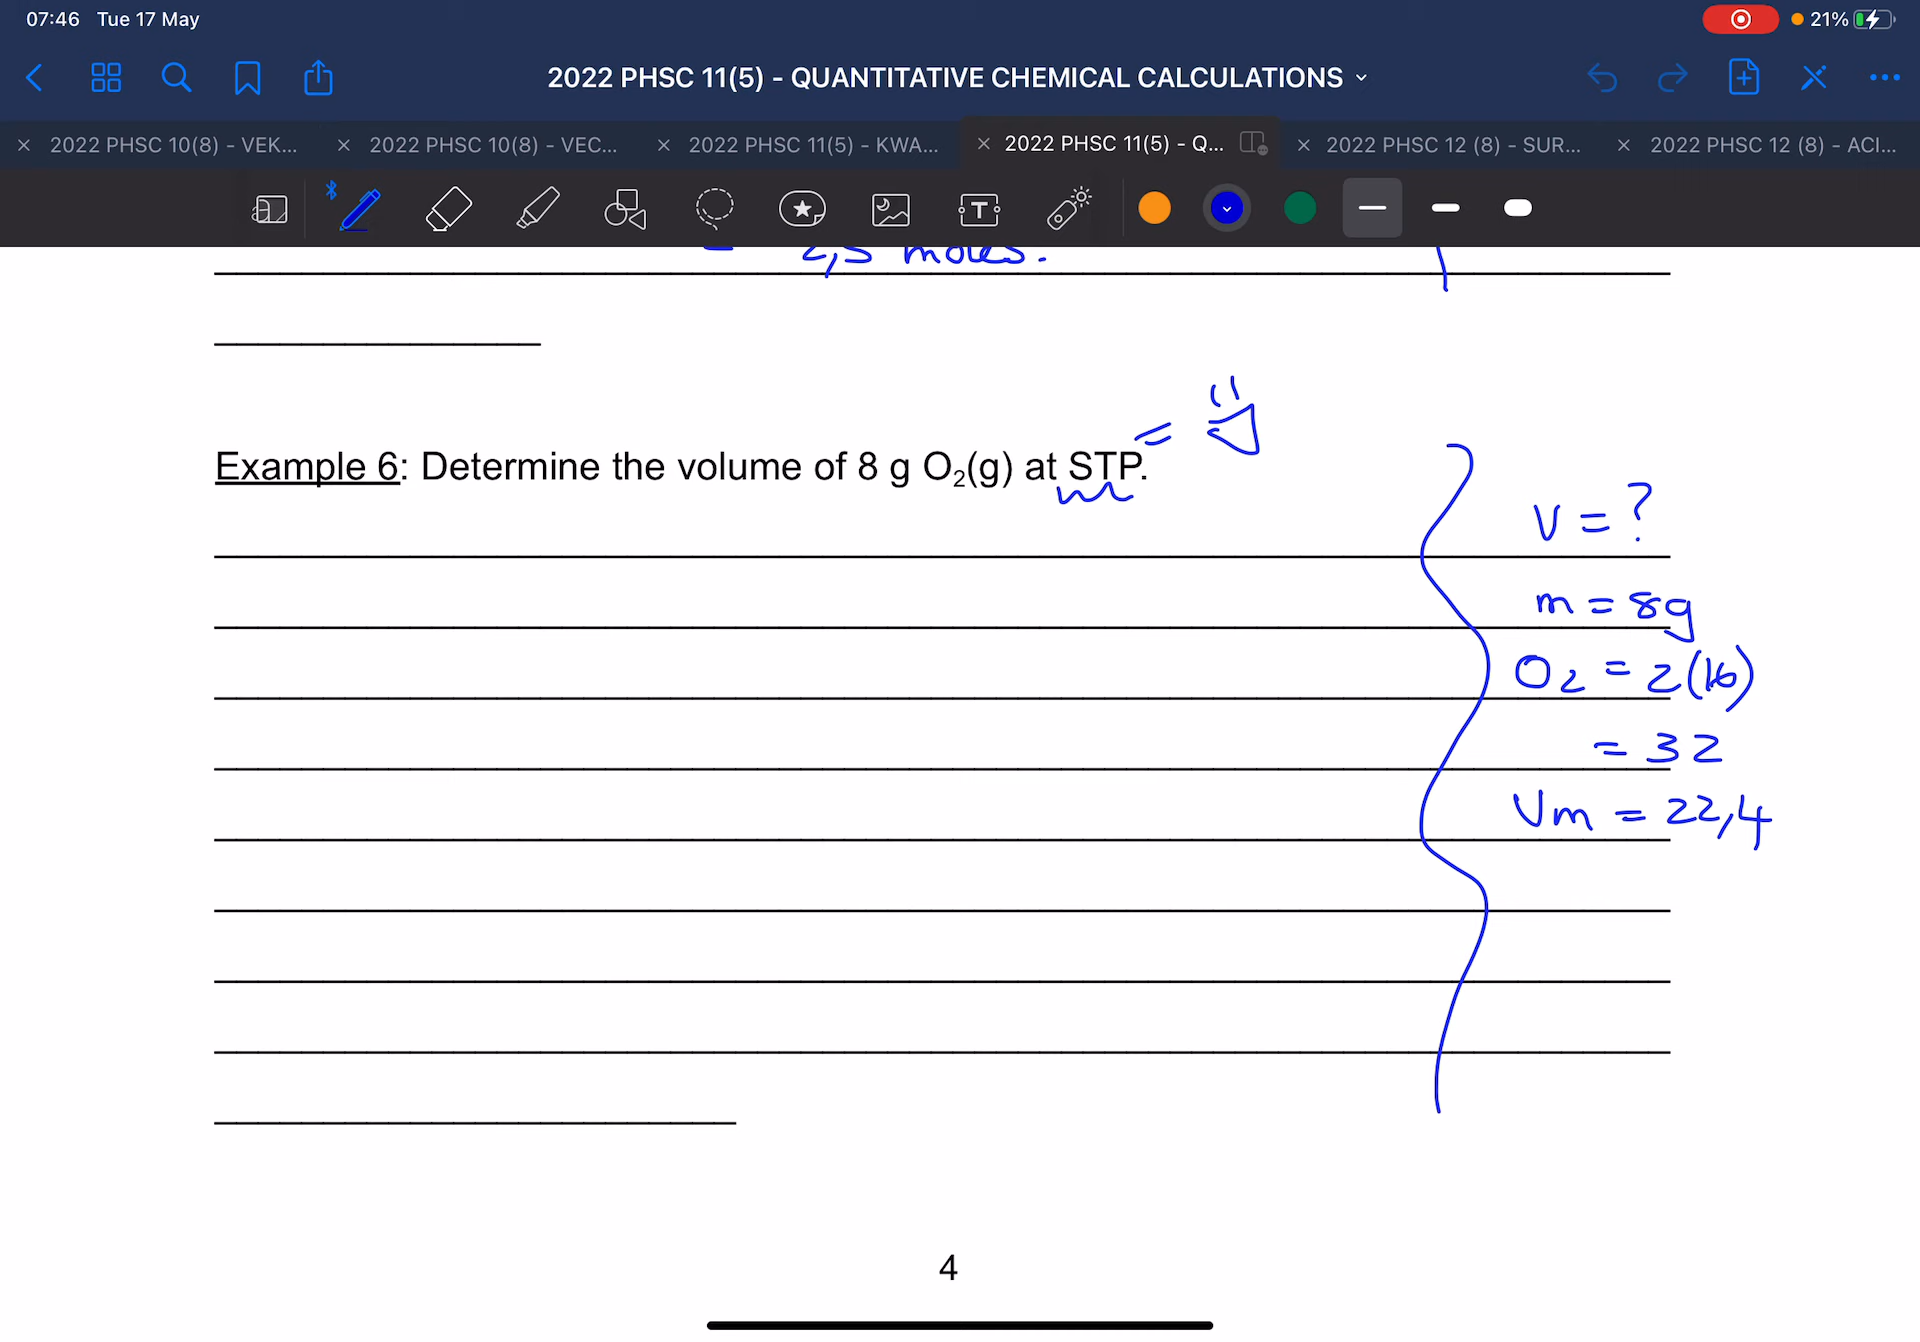 07:46 Tue 17 May
21%
2022 PHSC 11(5) - QUANTITATIVE CHEMICAL CALCULATIONS
2022 PHSC 10(8) - VEK...
2022 PHSC 10(8) - VEC...
2022 PHSC 11(5) - KWA...
2022 PHSC 11(5) - Q...
2022 PHSC 12 (8) - SUR...
2022 PHSC 12 (8) - ACI...
T
= 2,5 moles.
Example 6: Determine the volume of 8 g O₂(g) at STP.
=
V = ?
m = 8g
O₂ = 2(16)
= 32
Vm = 22,4
4